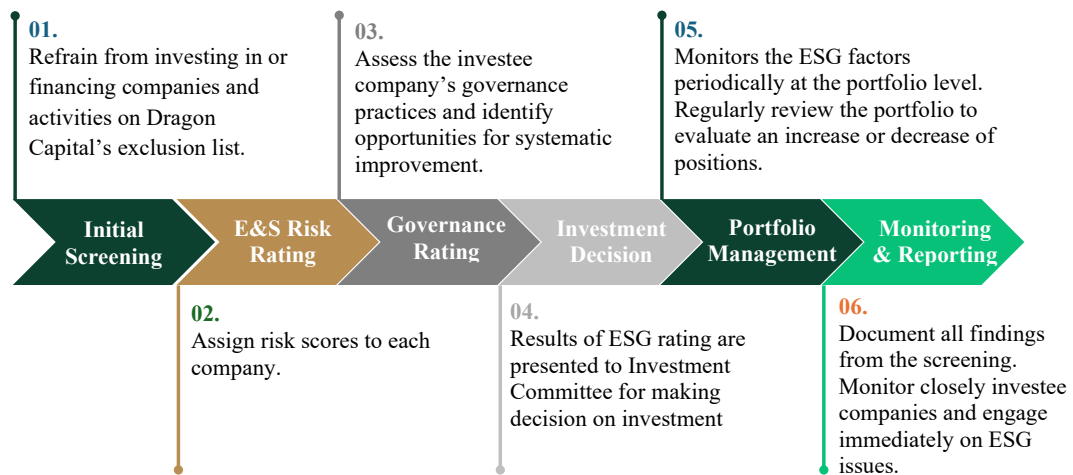 01.
Refrain from investing in or
financing companies and
activities on Dragon
Capital's exclusion list.
03.
Assess the investee
company's governance
practices and identify
opportunities for systematic
improvement.
05.
Monitors the ESG factors
periodically at the portfolio level.
Regularly review the portfolio to
evaluate an increase or decrease of
positions.
Initial
Screening
E&S Risk
Rating
Governance
Rating
Investment
Decision
Portfolio
Management
Monitoring
& Reporting
02.
Assign risk scores to each
company.
04.
Results of ESG rating are
presented to Investment
Committee for making
decision on investment
06.
Document all findings
from the screening.
Monitor closely investee
companies and engage
immediately on ESG
issues.